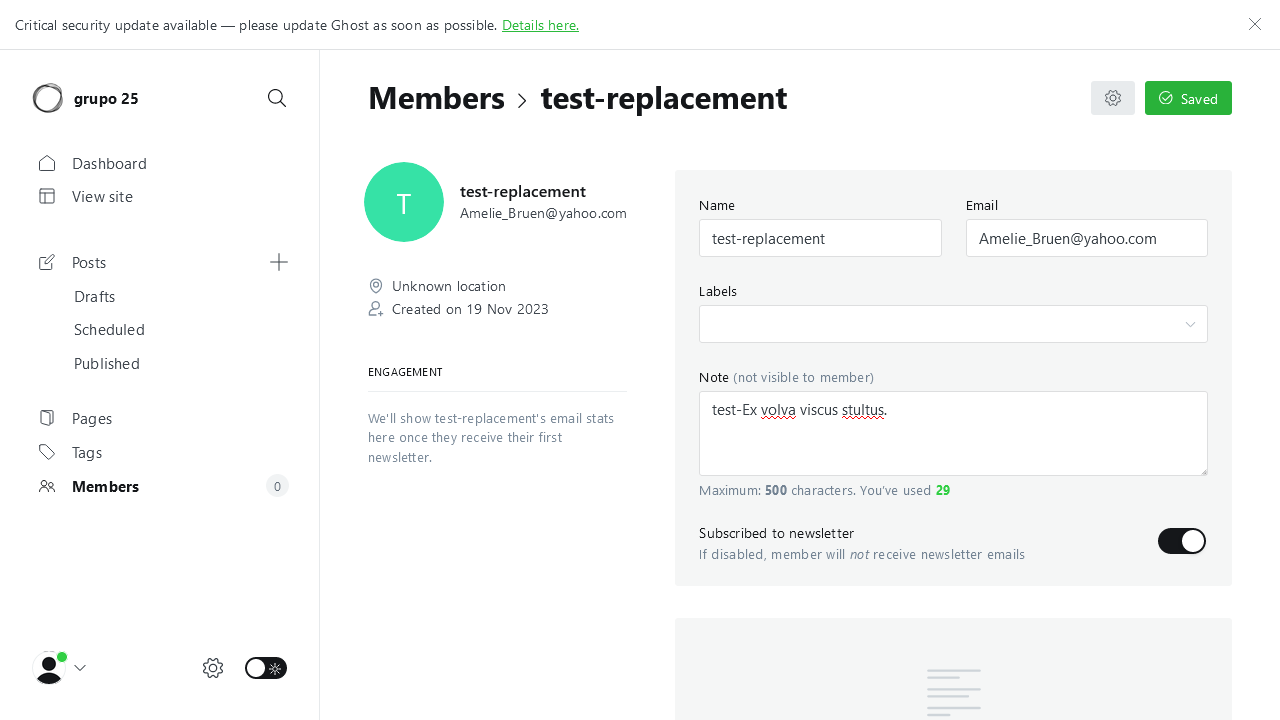 Critical security update available — please update Ghost as soon as possible. Details here.
grupo 25
Dashboard
View site
Posts
Drafts
Scheduled
Published
Pages
Tags
Members
0
Members
test-replacement
Saved
T
test-replacement
Amelie_Bruen@yahoo.com
Unknown location
Created on 19 Nov 2023
ENGAGEMENT
We'll show test-replacement's email stats
here once they receive their first
newsletter.
Name
test-replacement
Email
Amelie_Bruen@yahoo.com
Labels
Note (not visible to member)
test-Ex volva viscus stultus.
Maximum: 500 characters. You've used 29
Subscribed to newsletter
If disabled, member will not receive newsletter emails